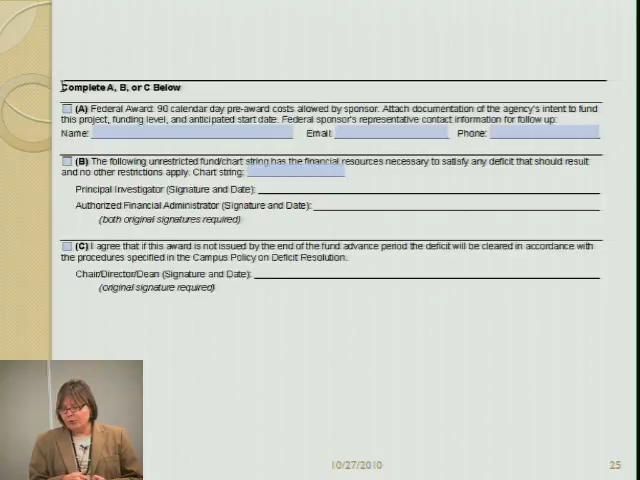 Complete A, B, or C Below
(A) Federal Award: 90 calendar day pre-award costs allowed by sponsor. Attach documentation of the agency's intent to fund
this project, funding level, and anticipated start date. Federal sponsor's representative contact information for follow up:
Name: Email: Phone:
(B) The following unrestricted fund/chart string has the financial resources necessary to satisfy any deficit that should result
and no other restrictions apply. Chart string:
Principal Investigator (Signature and Date):
Authorized Financial Administrator (Signature and Date):
(both original signatures required)
(C) I agree that if this award is not issued by the end of the fund advance period the deficit will be cleared in accordance with
the procedures specified in the Campus Policy on Deficit Resolution.
Chair/Director/Dean (Signature and Date):
(original signature required)
10/27/2010 25